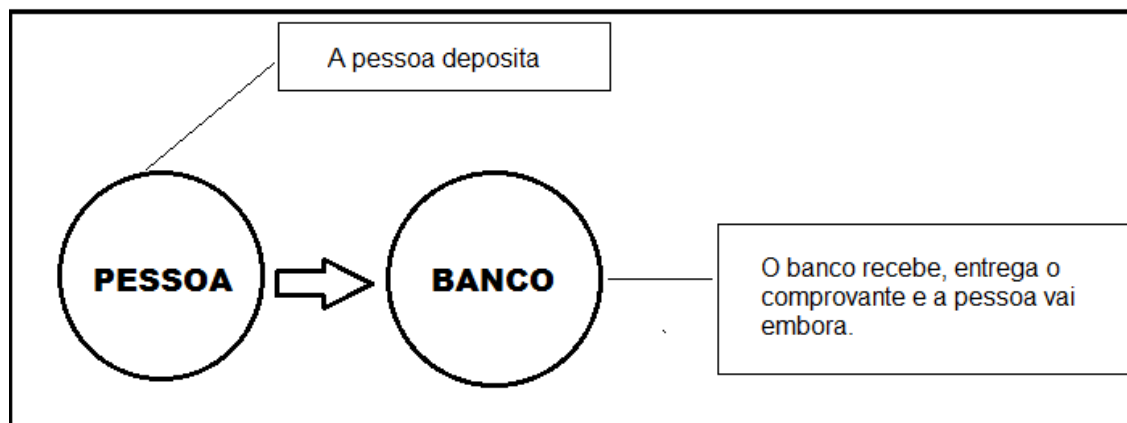 A pessoa deposita
PESSOA
BANCO
O banco recebe, entrega o
comprovante e a pessoa vai
embora.